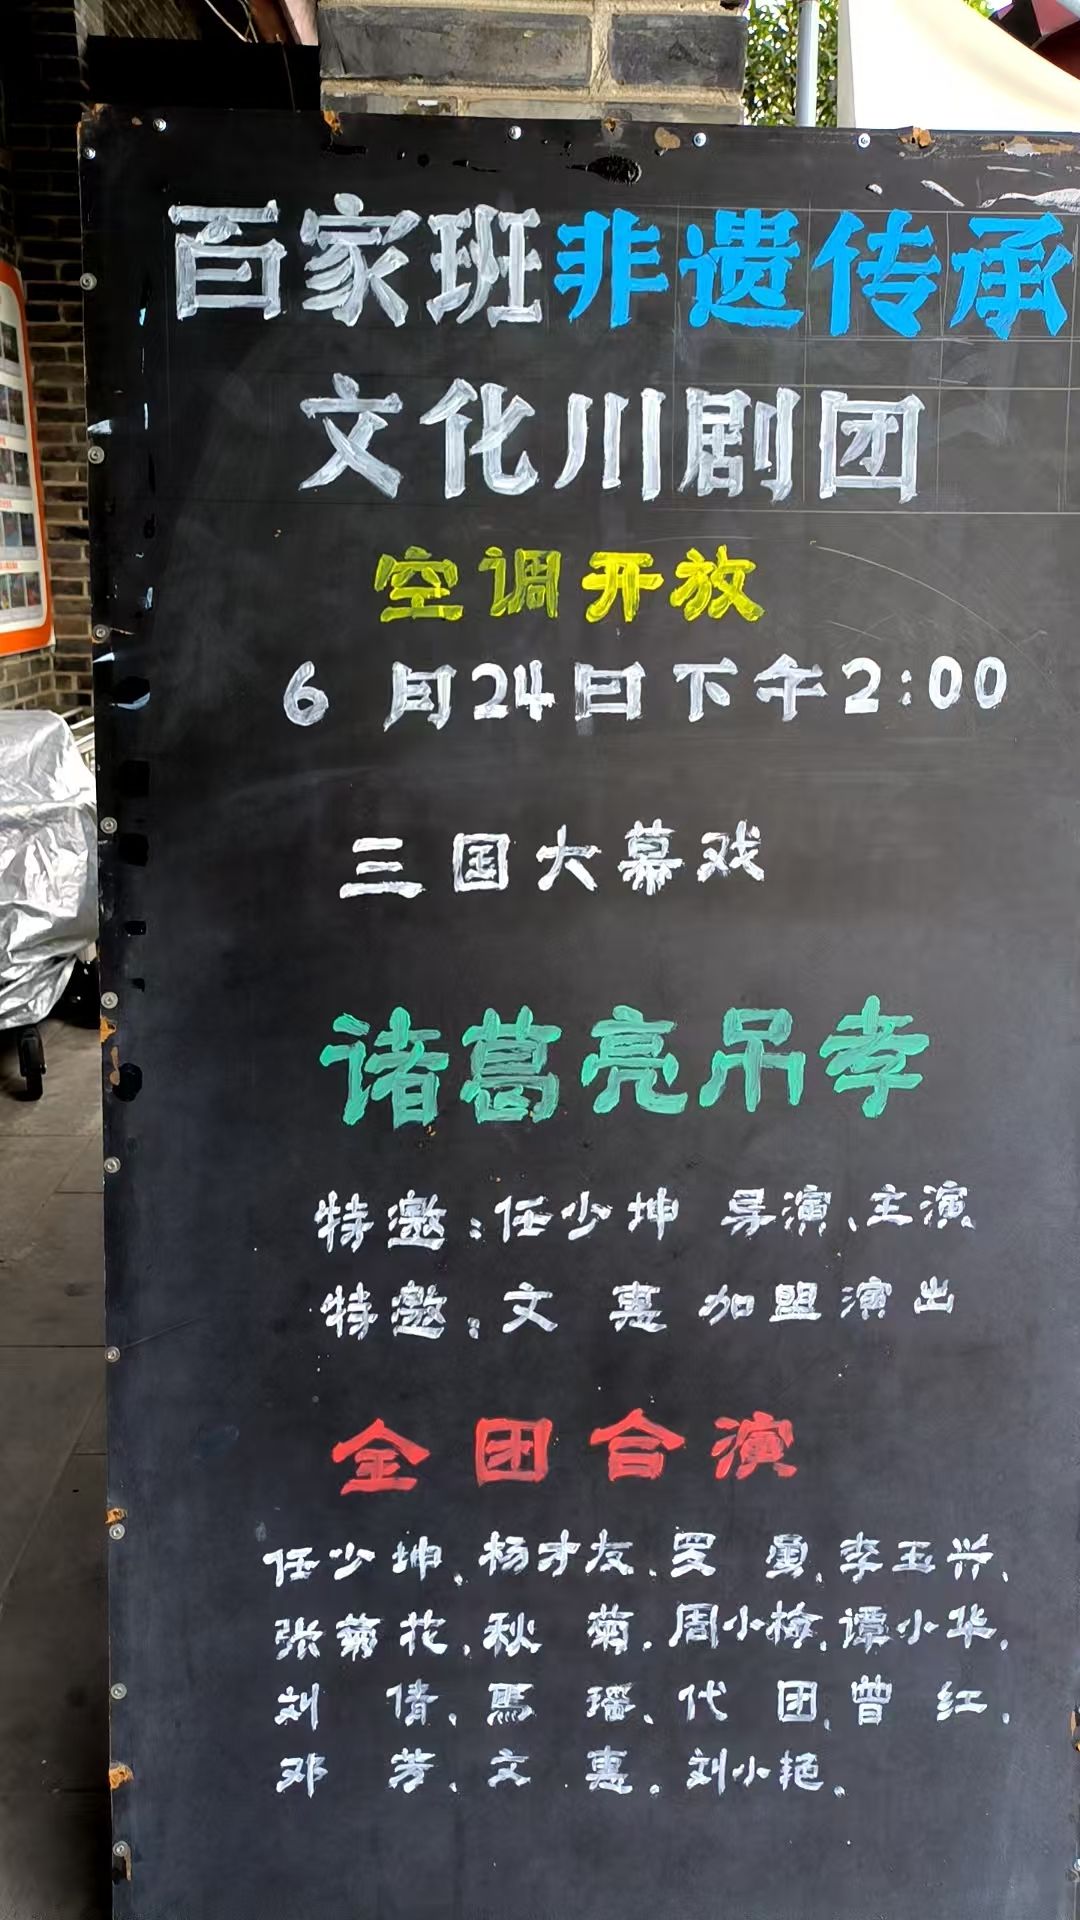 百家班非遗传承
文化川剧团
空调开放
6月24日下午2:00
三国大幕戏
诸葛亮吊孝
特邀:任少坤 导演、主演
特邀:文 惠 加盟演出
全团合演
任少坤、杨才友、罗 勇、李玉兴、
张菊花、秋 菊、周小梅、谭小华、
刘 倩、馬 瑶、代 团、曾 红、
邓 芳、文 惠、刘小艳、